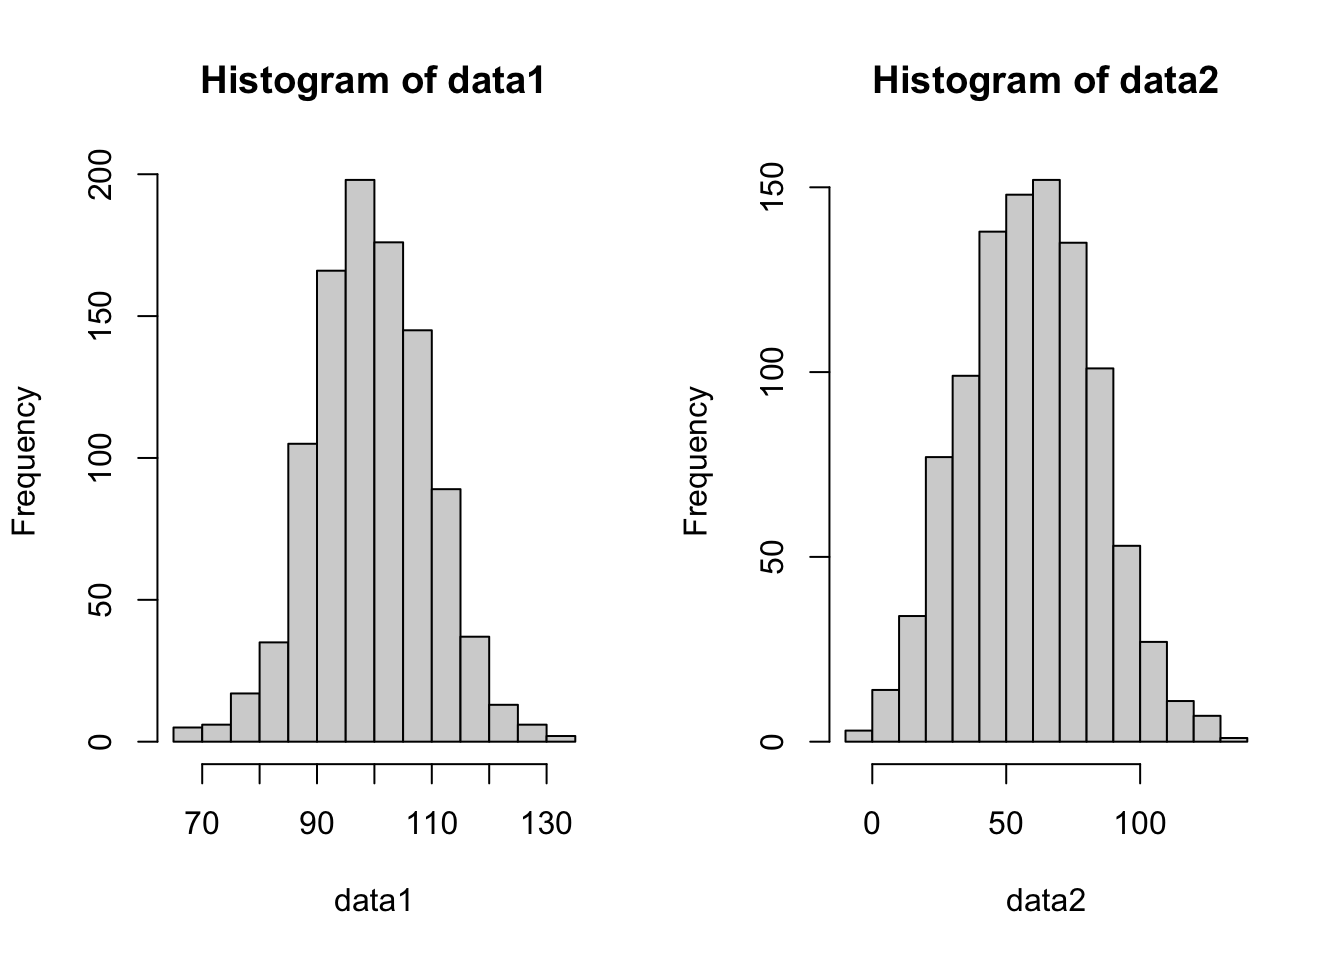 Histogram of data1
Frequency
0
50
100
150
200
70 90 110 130
data1
Histogram of data2
Frequency
0
50
100
150
0 50 100
data2